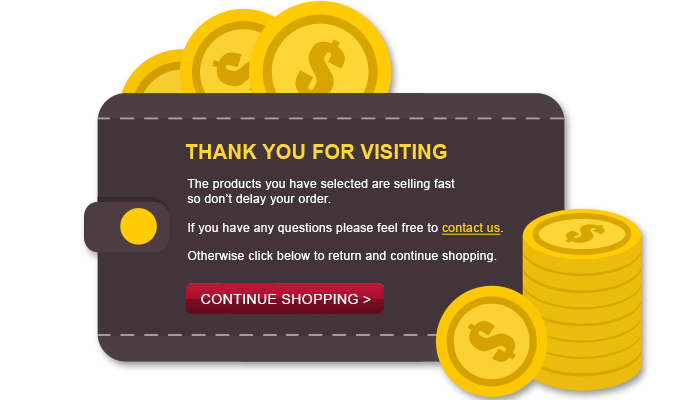 THANK YOU FOR VISITING
The products you have selected are selling fast
so don't delay your order.
If you have any questions please feel free to contact us.
Otherwise click below to return and continue shopping.
CONTINUE SHOPPING >
$
$
$
$
$